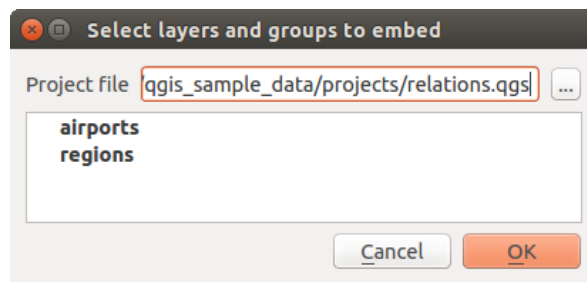 Select layers and groups to embed
Project file /qgis_sample_data/projects/relations.qgs ...
airports
regions
Cancel OK